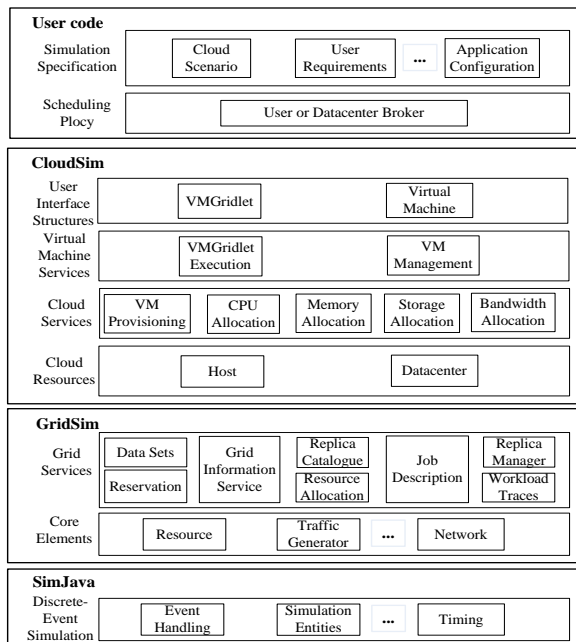 User code
Simulation
Specification
Cloud
Scenario
User
Requirements
...
Application
Configuration
Scheduling
Plocy
User or Datacenter Broker
CloudSim
User
Interface
Structures
VMGridlet
Virtual
Machine
Virtual
Machine
Services
VMGridlet
Execution
VM
Management
Cloud
Services
VM
Provisioning
CPU
Allocation
Memory
Allocation
Storage
Allocation
Bandwidth
Allocation
Cloud
Resources
Host
Datacenter
GridSim
Grid
Services
Data Sets
Reservation
Grid
Information
Service
Replica
Catalogue
Resource
Allocation
Job
Description
Replica
Manager
Workload
Traces
Core
Elements
Resource
Traffic
Generator
...
Network
SimJava
Discrete-
Event
Simulation
Event
Handling
Simulation
Entities
...
Timing